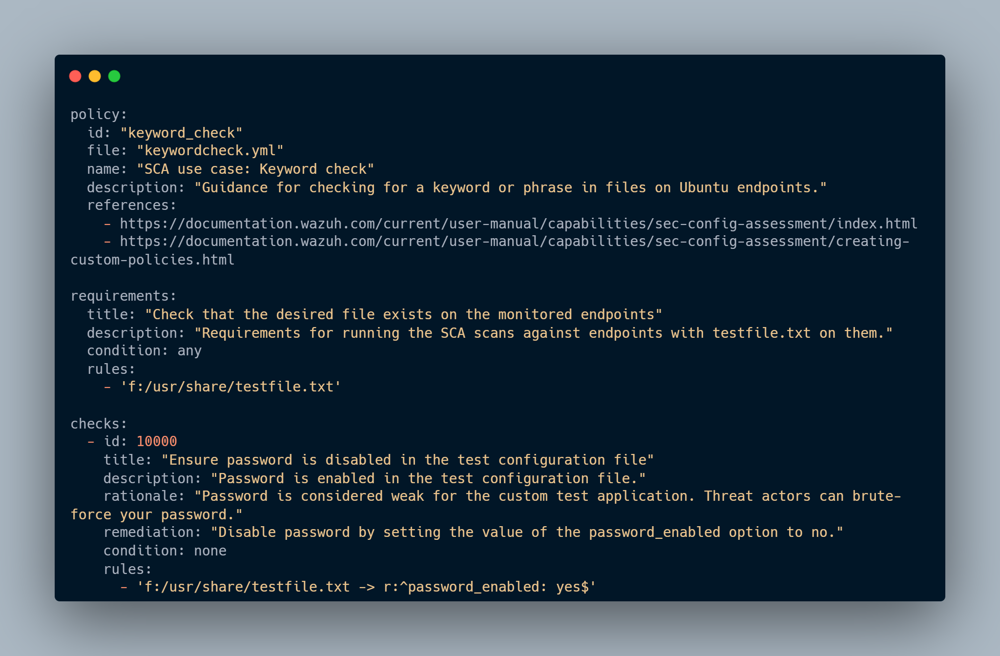 policy:
  id: "keyword_check"
  file: "keywordcheck.yml"
  name: "SCA use case: Keyword check"
  description: "Guidance for checking for a keyword or phrase in files on Ubuntu endpoints."
  references:
    - https://documentation.wazuh.com/current/user-manual/capabilities/sec-config-assessment/index.html
    - https://documentation.wazuh.com/current/user-manual/capabilities/sec-config-assessment/creating-
custom-policies.html

requirements:
  title: "Check that the desired file exists on the monitored endpoints"
  description: "Requirements for running the SCA scans against endpoints with testfile.txt on them."
  condition: any
  rules:
    - 'f:/usr/share/testfile.txt'

checks:
  - id: 10000
    title: "Ensure password is disabled in the test configuration file"
    description: "Password is enabled in the test configuration file."
    rationale: "Password is considered weak for the custom test application. Threat actors can brute-
force your password."
    remediation: "Disable password by setting the value of the password_enabled option to no."
    condition: none
    rules:
      - 'f:/usr/share/testfile.txt -> r:^password_enabled: yes$'